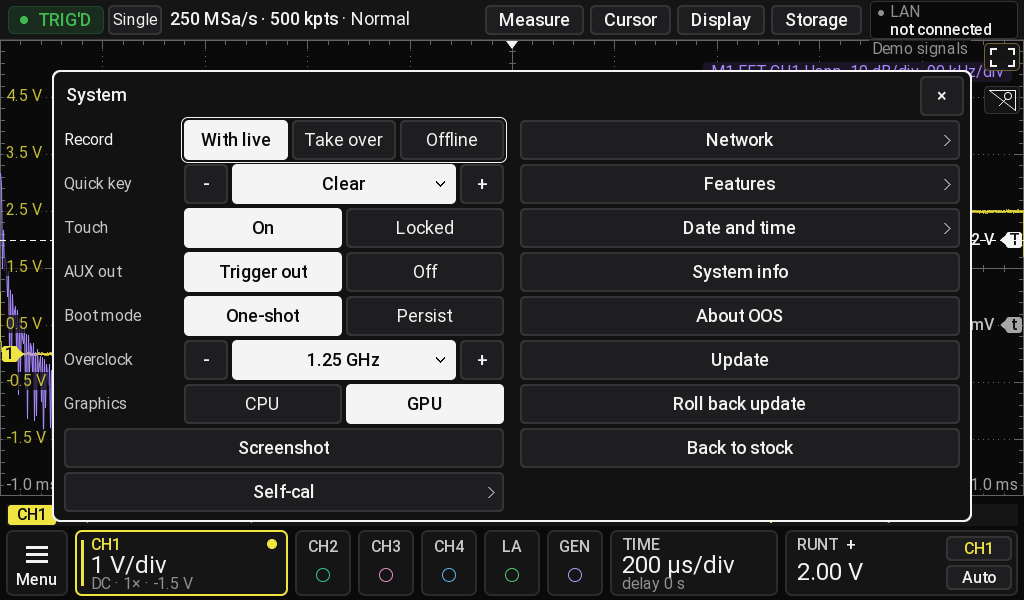 TRIG'D
Single
250 MSa/s · 500 kpts · Normal
Measure
Cursor
Display
Storage
LAN
not connected
Demo signals
System
×
Record
With live
Take over
Offline
Network
Quick key
-
Clear
+
Features
Touch
On
Locked
Date and time
AUX out
Trigger out
Off
System info
Boot mode
One-shot
Persist
About OOS
Overclock
-
1.25 GHz
+
Update
Graphics
CPU
GPU
Roll back update
Screenshot
Back to stock
Self-cal
4.5 V
3.5 V
2.5 V
1.5 V
0.5 V
1
-0.5 V
-1.5 V
-1.0 ms
2 V
T
mV
t
1.0 ms
CH1
Menu
CH1
1 V/div
DC · 1× · -1.5 V
CH2
CH3
CH4
LA
GEN
TIME
200 µs/div
delay 0 s
RUNT +
2.00 V
CH1
Auto